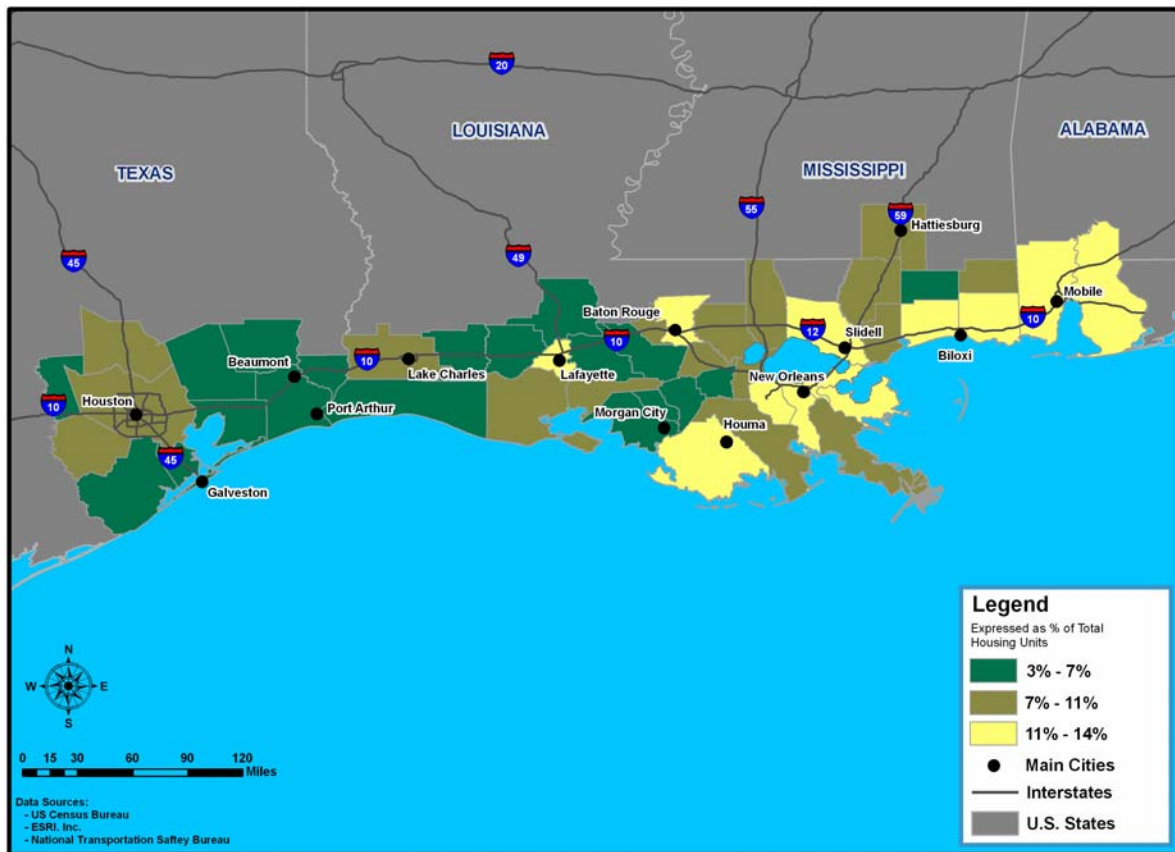 20
LOUISIANA
ALABAMA
TEXAS
MISSISSIPPI
55
59
Hattiesburg
45
49
Mobile
Baton Rouge
10
12
Slidell
Beaumont
10
10
Biloxi
Lake Charles
Lafayette
New Orleans
10
Houston
Port Arthur
Morgan City
Houma
45
Galveston
Legend
Expressed as % of Total
Housing Units
3% - 7%
7% - 11%
11% - 14%
Main Cities
Interstates
U.S. States
N
W E
S
0 15 30 60 90 120
Miles
Data Sources:
- US Census Bureau
- ESRI. Inc.
- National Transportation Saftey Bureau